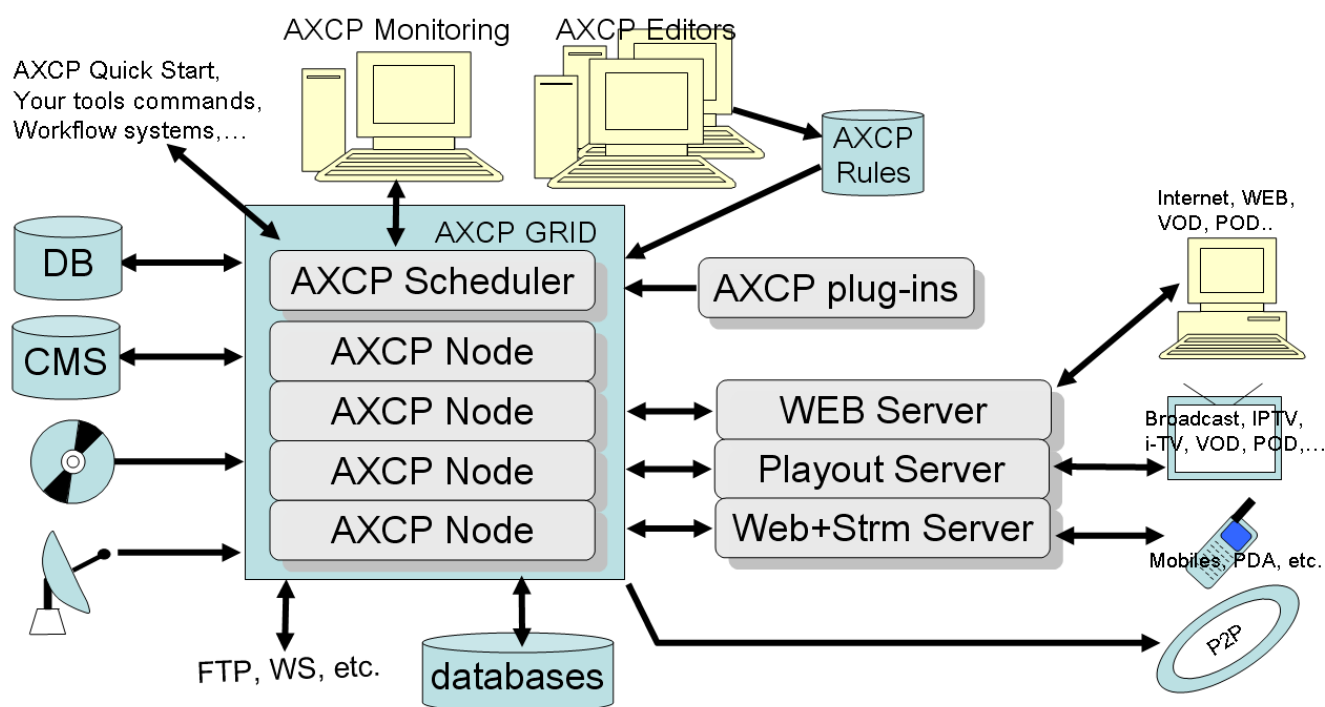 AXCP Monitoring
AXCP Editors
AXCP Quick Start,
Your tools commands,
Workflow systems,...
AXCP
Rules
Internet, WEB,
VOD, POD..
AXCP GRID
DB
AXCP Scheduler
AXCP plug-ins
CMS
AXCP Node
AXCP Node
WEB Server
Broadcast, IPTV,
i-TV, VOD, POD,...
AXCP Node
Playout Server
AXCP Node
Web+Strm Server
Mobiles, PDA, etc.
P2P
FTP, WS, etc.
databases